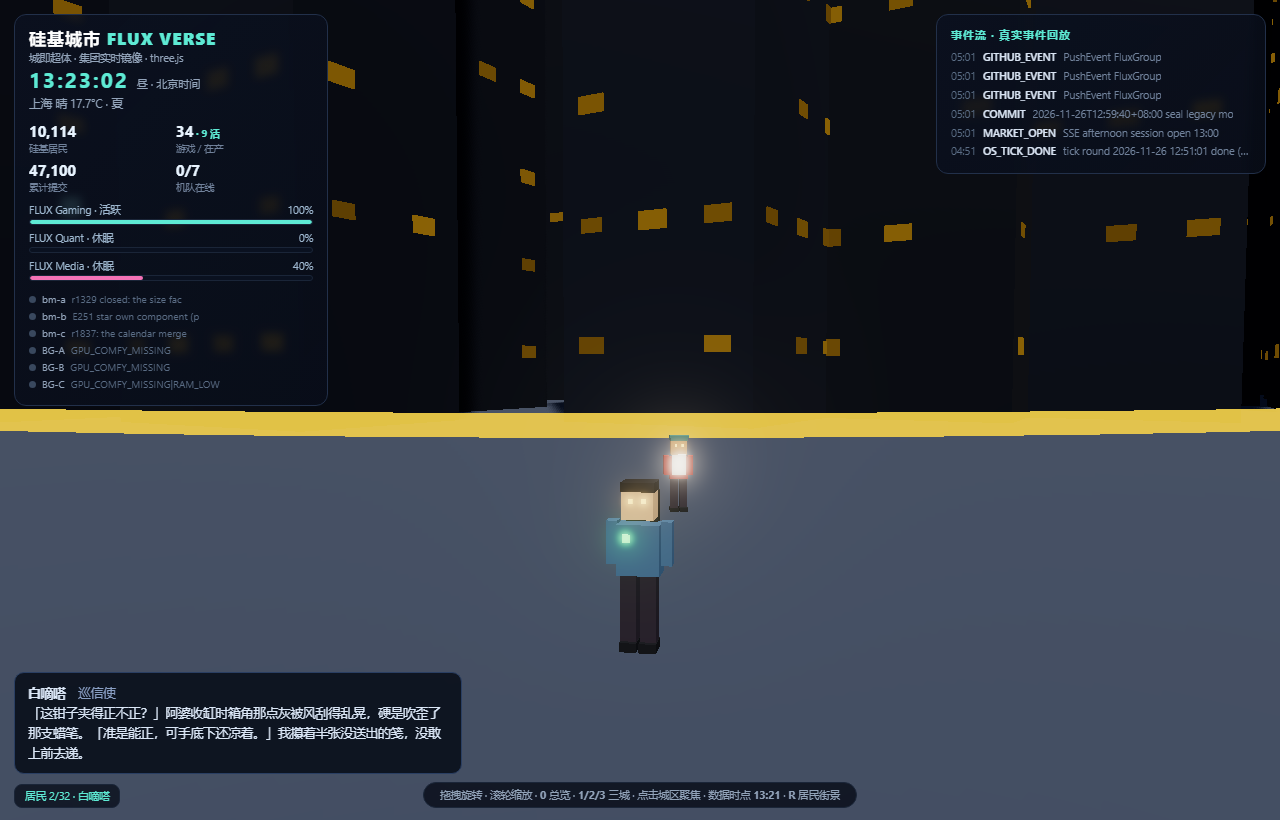 硅基城市 FLUX VERSE
城即超体 · 集团实时镜像 · three.js
13:23:02 昼 · 北京时间
上海 晴 17.7°C · 夏
10,114
硅基居民
34 · 9 活
游戏 / 在产
47,100
累计提交
0/7
机队在线
FLUX Gaming · 活跃 100%
FLUX Quant · 休眠 0%
FLUX Media · 休眠 40%
bm-a r1329 closed: the size fac
bm-b E251 star own component (p
bm-c r1837: the calendar merge
BG-A GPU_COMFY_MISSING
BG-B GPU_COMFY_MISSING
BG-C GPU_COMFY_MISSING|RAM_LOW
事件流 · 真实事件回放
05:01 GITHUB_EVENT PushEvent FluxGroup
05:01 GITHUB_EVENT PushEvent FluxGroup
05:01 GITHUB_EVENT PushEvent FluxGroup
05:01 COMMIT 2026-11-26T12:59:40+08:00 seal legacy mo
05:01 MARKET_OPEN SSE afternoon session open 13:00
04:51 OS_TICK_DONE tick round 2026-11-26 12:51:01 done (...
白嘀嗒 巡信使
「这钳子夹得正不正？」阿婆收缸时箱角那点灰被风刮得乱晃，硬是吹歪了
那支蜡笔。「准是能正，可手底下还凉着。」我攥着半张没送出的笺，没敢
上前去递。
居民 2/32 · 白嘀嗒
拖拽旋转 · 滚轮缩放 · 0 总览 · 1/2/3 三城 · 点击城区聚焦 · 数据时点 13:21 · R 居民街景